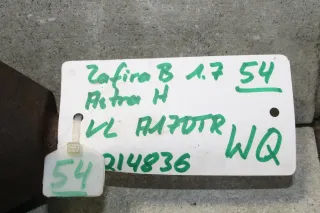 Zafira B 1.7 54
Astra H
VL A17DTR
214836 WQ
54